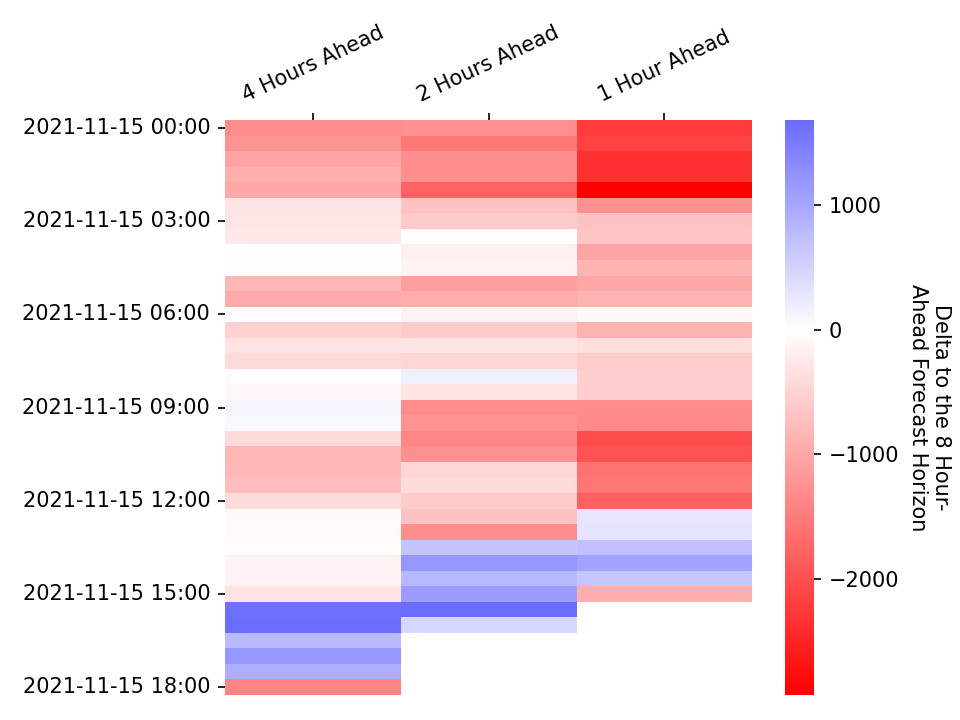 4 Hours Ahead
2 Hours Ahead
1 Hour Ahead
2021-11-15 00:00
2021-11-15 03:00
2021-11-15 06:00
2021-11-15 09:00
2021-11-15 12:00
2021-11-15 15:00
2021-11-15 18:00
1000
0
−1000
−2000
Delta to the 8 Hour-
Ahead Forecast Horizon